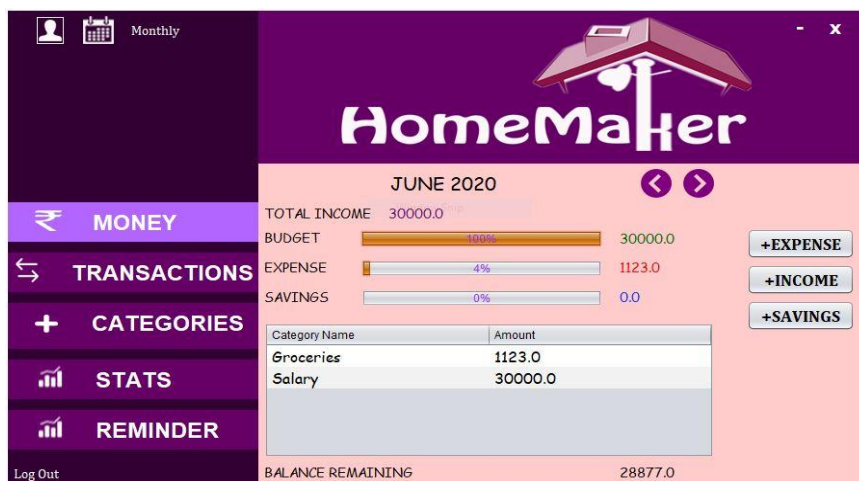 Monthly
- x
HomeMaker
JUNE 2020
MONEY
TOTAL INCOME 30000.0
BUDGET 100% 30000.0
+EXPENSE
TRANSACTIONS
EXPENSE 4% 1123.0
+INCOME
SAVINGS 0% 0.0
+SAVINGS
CATEGORIES
Category Name Amount
Groceries 1123.0
Salary 30000.0
STATS
REMINDER
Log Out
BALANCE REMAINING 28877.0